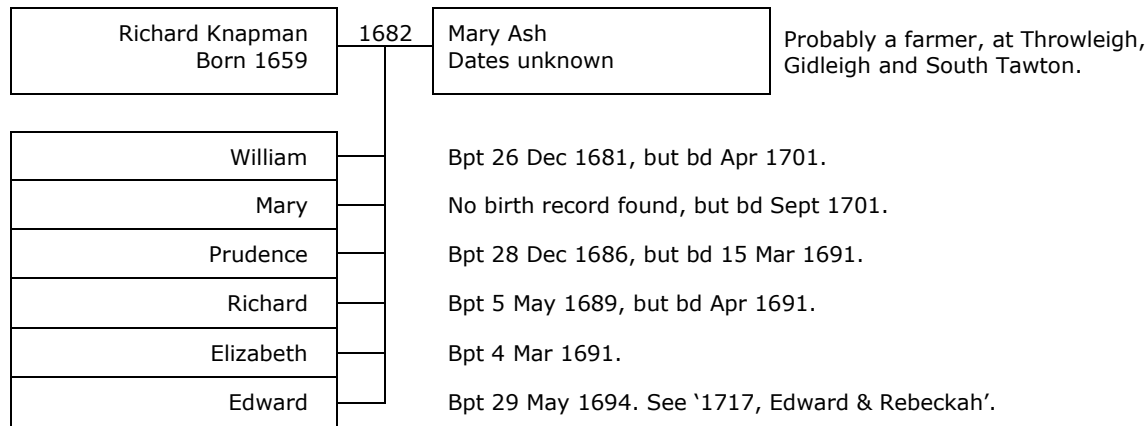 Richard Knapman
Born 1659
1682
Mary Ash
Dates unknown
Probably a farmer, at Throwleigh,
Gidleigh and South Tawton.
William
Bpt 26 Dec 1681, but bd Apr 1701.
Mary
No birth record found, but bd Sept 1701.
Prudence
Bpt 28 Dec 1686, but bd 15 Mar 1691.
Richard
Bpt 5 May 1689, but bd Apr 1691.
Elizabeth
Bpt 4 Mar 1691.
Edward
Bpt 29 May 1694. See ‘1717, Edward & Rebeckah’.